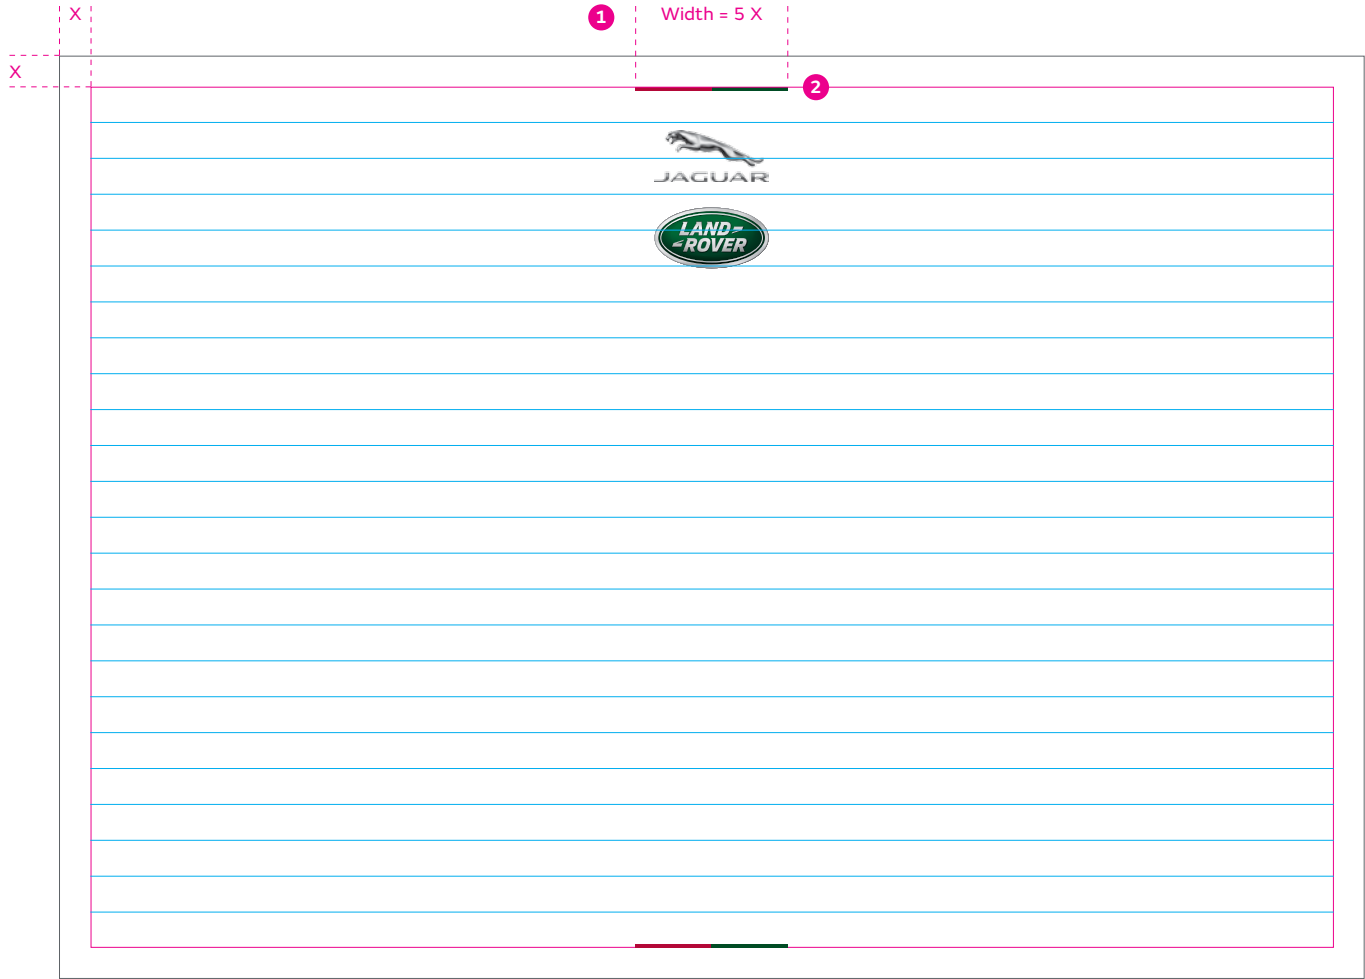 X
1
Width = 5 X
X
2
JAGUAR
LAND-
-ROVER